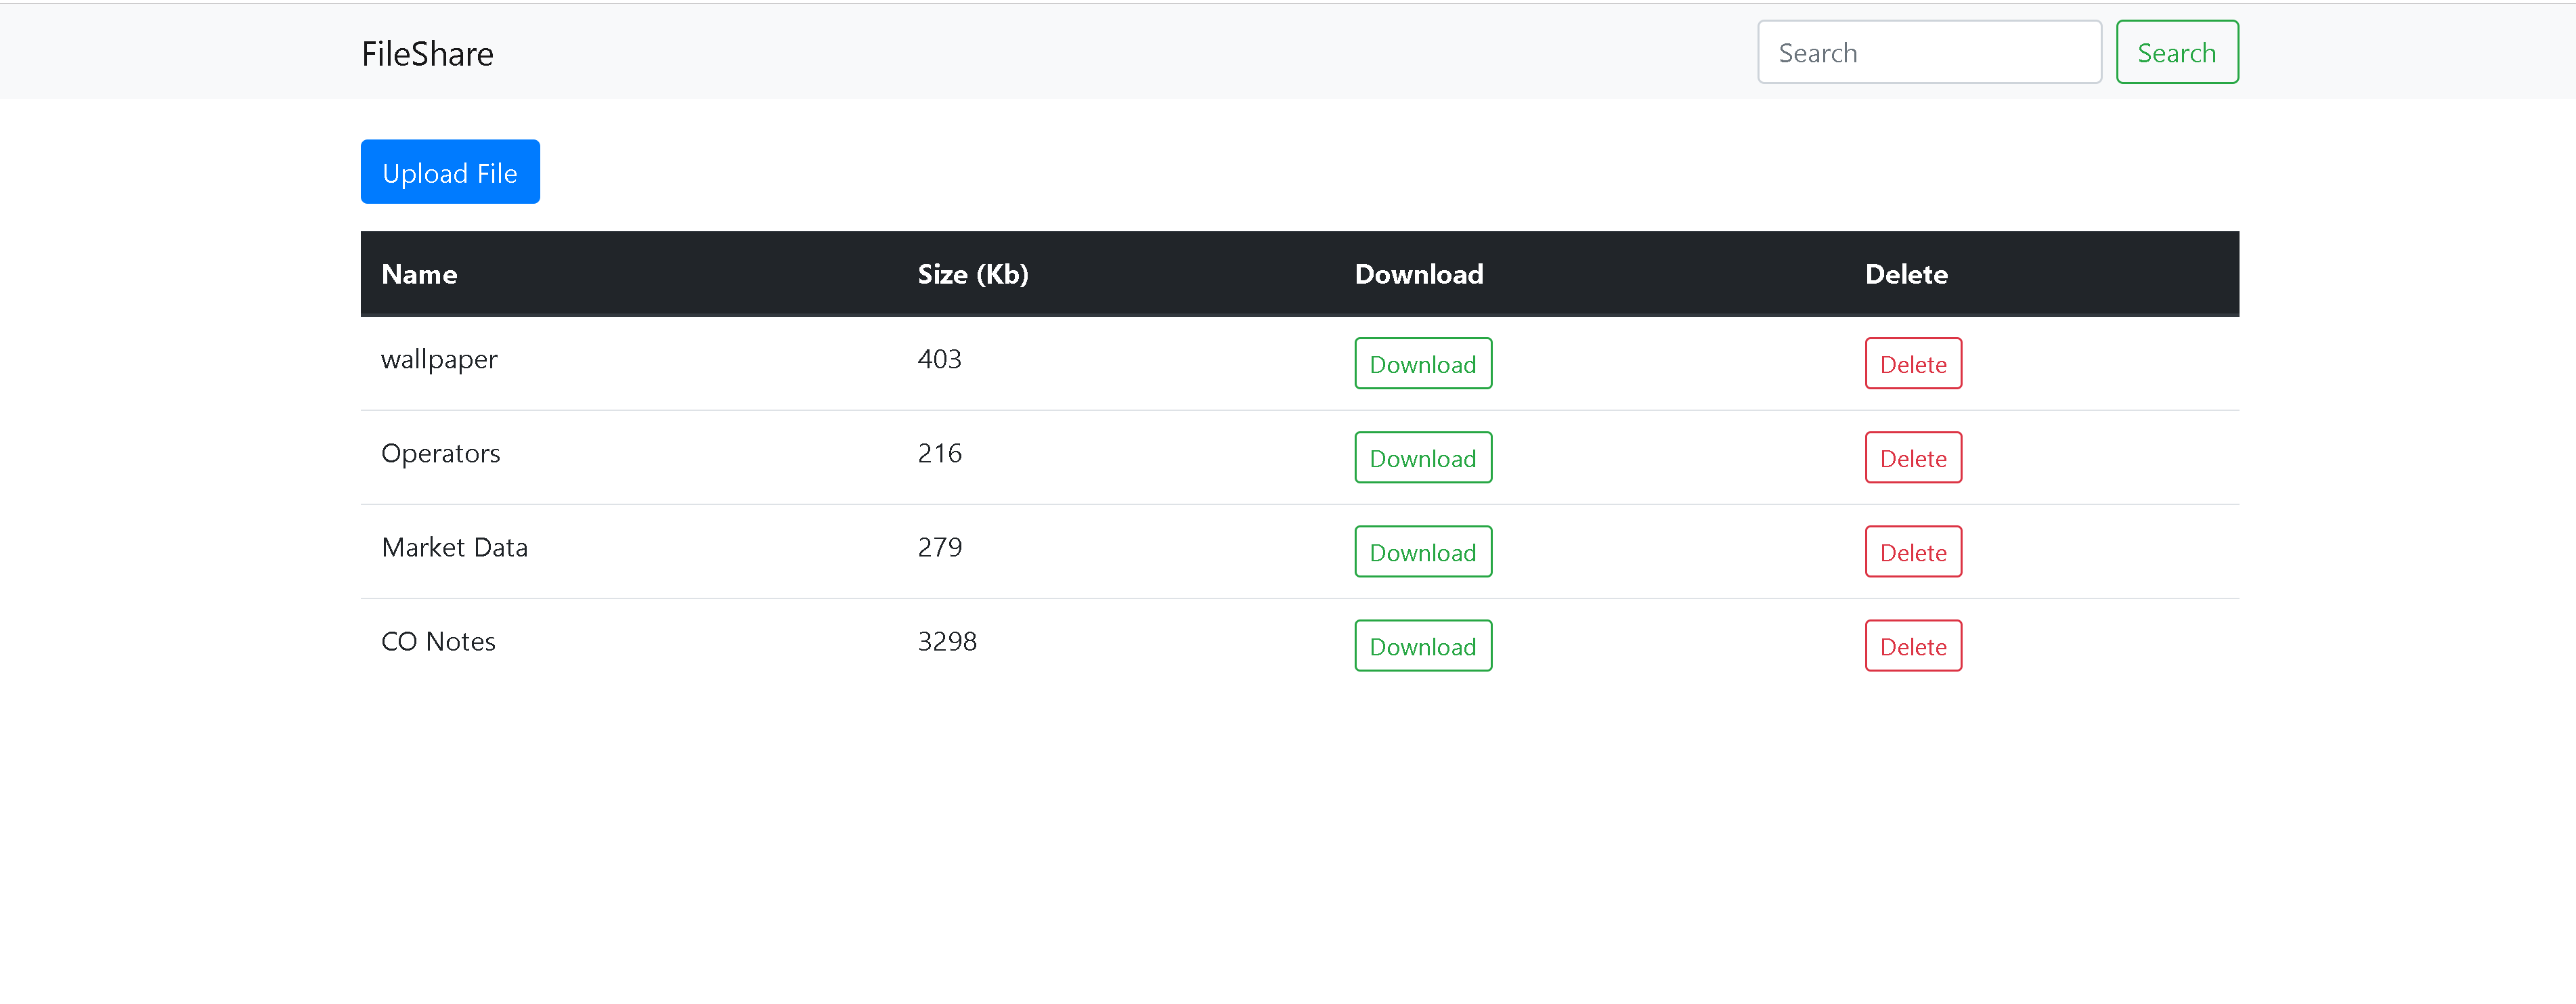 FileShare Search Search
Upload File
Name Size (Kb) Download Delete
wallpaper 403 Download Delete
Operators 216 Download Delete
Market Data 279 Download Delete
CO Notes 3298 Download Delete